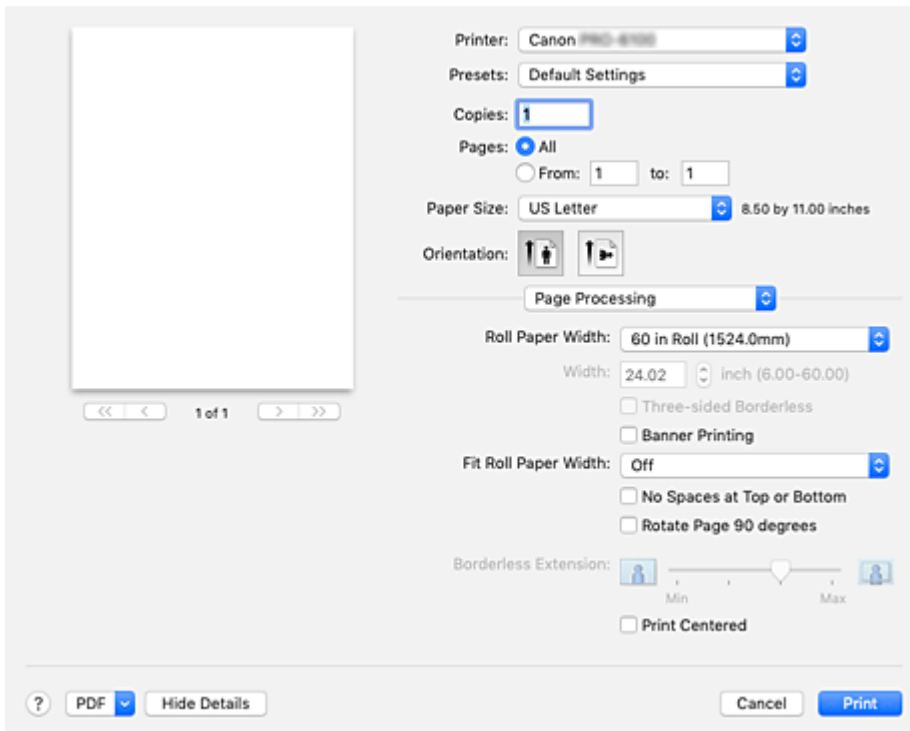 Printer: Canon
Presets: Default Settings
Copies: 1
Pages: All
From: 1 to: 1
Paper Size: US Letter 8.50 by 11.00 inches
Orientation:
Page Processing
Roll Paper Width: 60 in Roll (1524.0mm)
Width: 24.02 inch (6.00-60.00)
Three-sided Borderless
Banner Printing
Fit Roll Paper Width: Off
No Spaces at Top or Bottom
Rotate Page 90 degrees
Borderless Extension:
Min Max
Print Centered
<< < 1 of 1 > >>
? PDF Hide Details Cancel Print